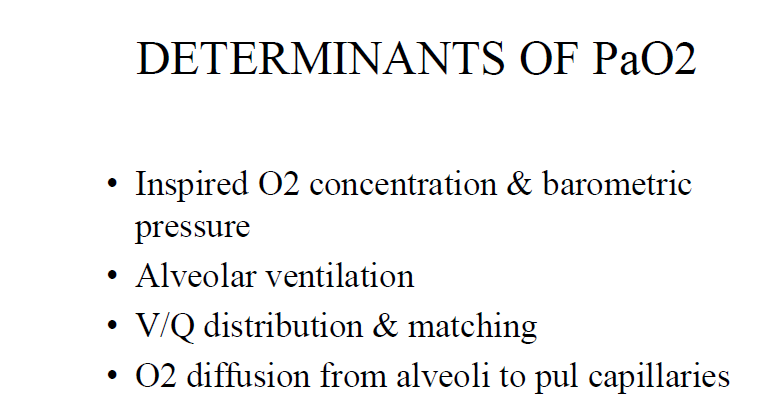 DETERMINANTS OF PaO2
• Inspired O2 concentration & barometric
pressure
• Alveolar ventilation
• V/Q distribution & matching
• O2 diffusion from alveoli to pul capillaries